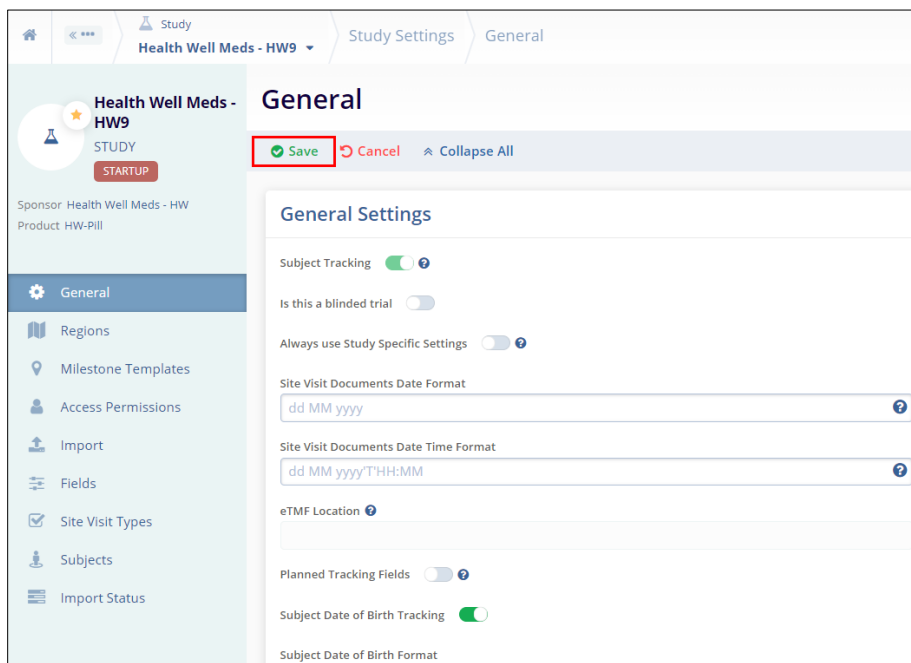 Study
Health Well Meds - HW9
Study Settings
General
Health Well Meds -
HW9
STUDY
STARTUP
Sponsor Health Well Meds - HW
Product HW-Pill
General
Regions
Milestone Templates
Access Permissions
Import
Fields
Site Visit Types
Subjects
Import Status
General
Save
Cancel
Collapse All
General Settings
Subject Tracking
Is this a blinded trial
Always use Study Specific Settings
Site Visit Documents Date Format
dd MM yyyy
Site Visit Documents Date Time Format
dd MM yyyy'T'HH:MM
eTMF Location
Planned Tracking Fields
Subject Date of Birth Tracking
Subject Date of Birth Format